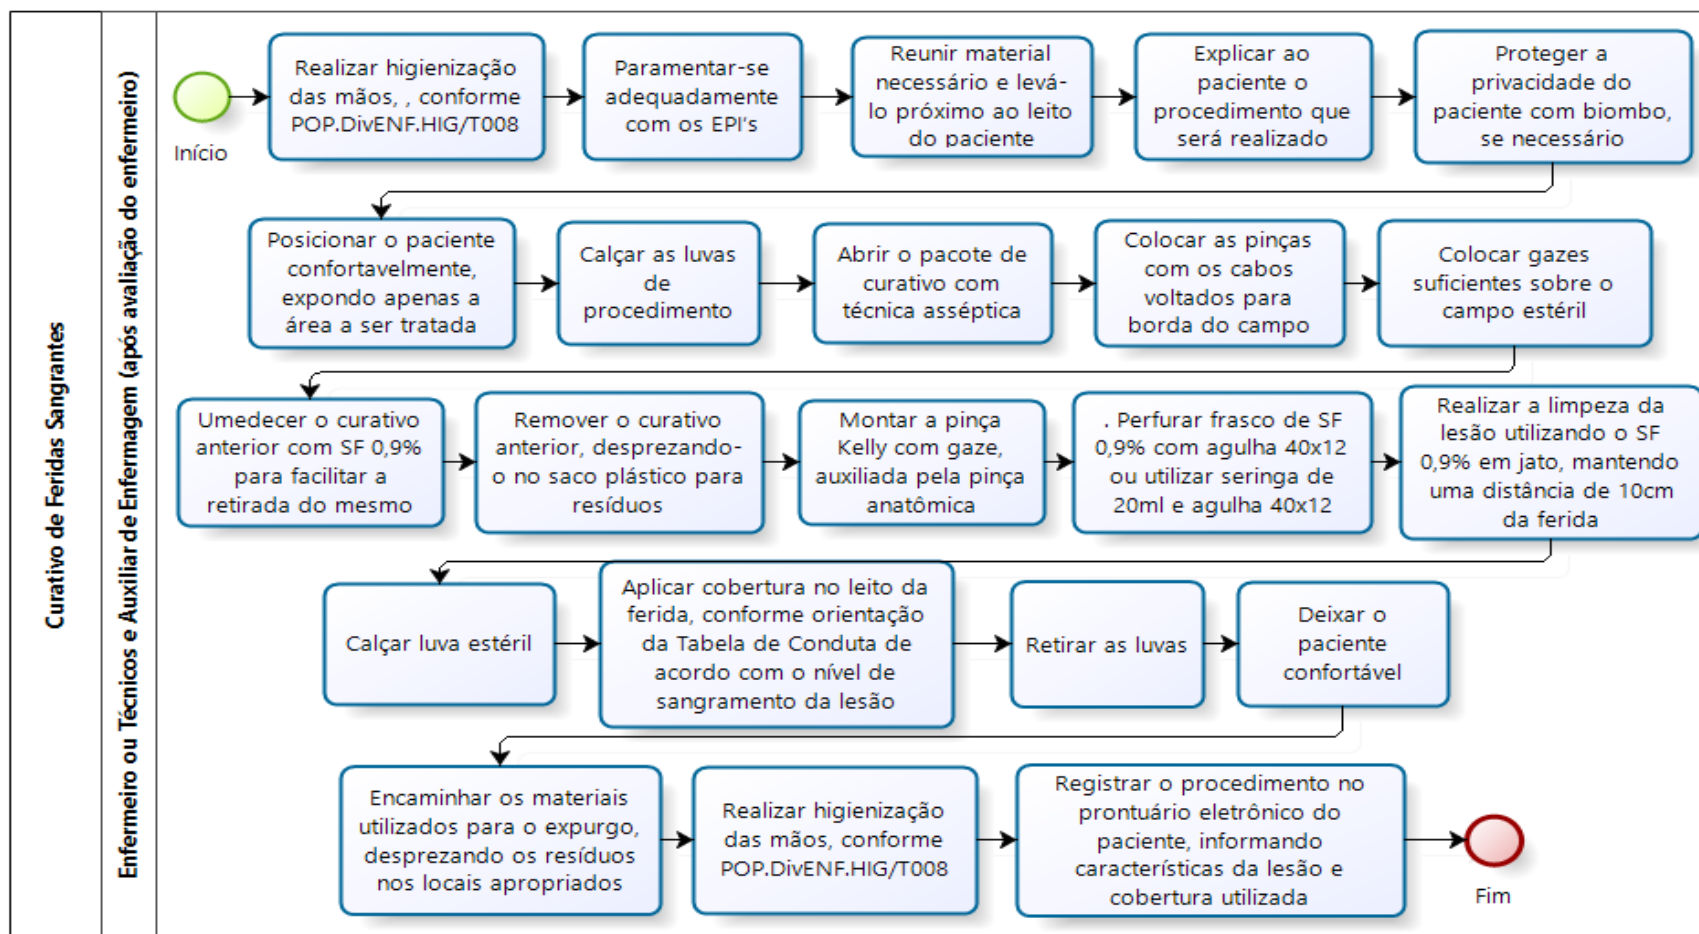 Curativo de Feridas Sangrantes
Enfermeiro ou Técnicos e Auxiliar de Enfermagem (após avaliação do enfermeiro)
Início
Realizar higienização
das mãos, , conforme
POP.DivENF.HIG/T008
Paramentar-se
adequadamente
com os EPI's
Reunir material
necessário e levá-
lo próximo ao leito
do paciente
Explicar ao
paciente o
procedimento que
será realizado
Proteger a
privacidade do
paciente com biombo,
se necessário
Posicionar o paciente
confortavelmente,
expondo apenas a
área a ser tratada
Calçar as luvas
de
procedimento
Abrir o pacote de
curativo com
técnica asséptica
Colocar as pinças
com os cabos
voltados para
borda do campo
Colocar gazes
suficientes sobre o
campo estéril
Umedecer o curativo
anterior com SF 0,9%
para facilitar a
retirada do mesmo
Remover o curativo
anterior, desprezando-
o no saco plástico para
resíduos
Montar a pinça
Kelly com gaze,
auxiliada pela pinça
anatômica
. Perfurar frasco de SF
0,9% com agulha 40x12
ou utilizar seringa de
20ml e agulha 40x12
Realizar a limpeza da
lesão utilizando o SF
0,9% em jato, mantendo
uma distância de 10cm
da ferida
Calçar luva estéril
Aplicar cobertura no leito da
ferida, conforme orientação
da Tabela de Conduta de
acordo com o nível de
sangramento da lesão
Retirar as luvas
Deixar o
paciente
confortável
Encaminhar os materiais
utilizados para o expurgo,
desprezando os resíduos
nos locais apropriados
Realizar higienização
das mãos, conforme
POP.DivENF.HIG/T008
Registrar o procedimento no
prontuário eletrônico do
paciente, informando
características da lesão e
cobertura utilizada
Fim